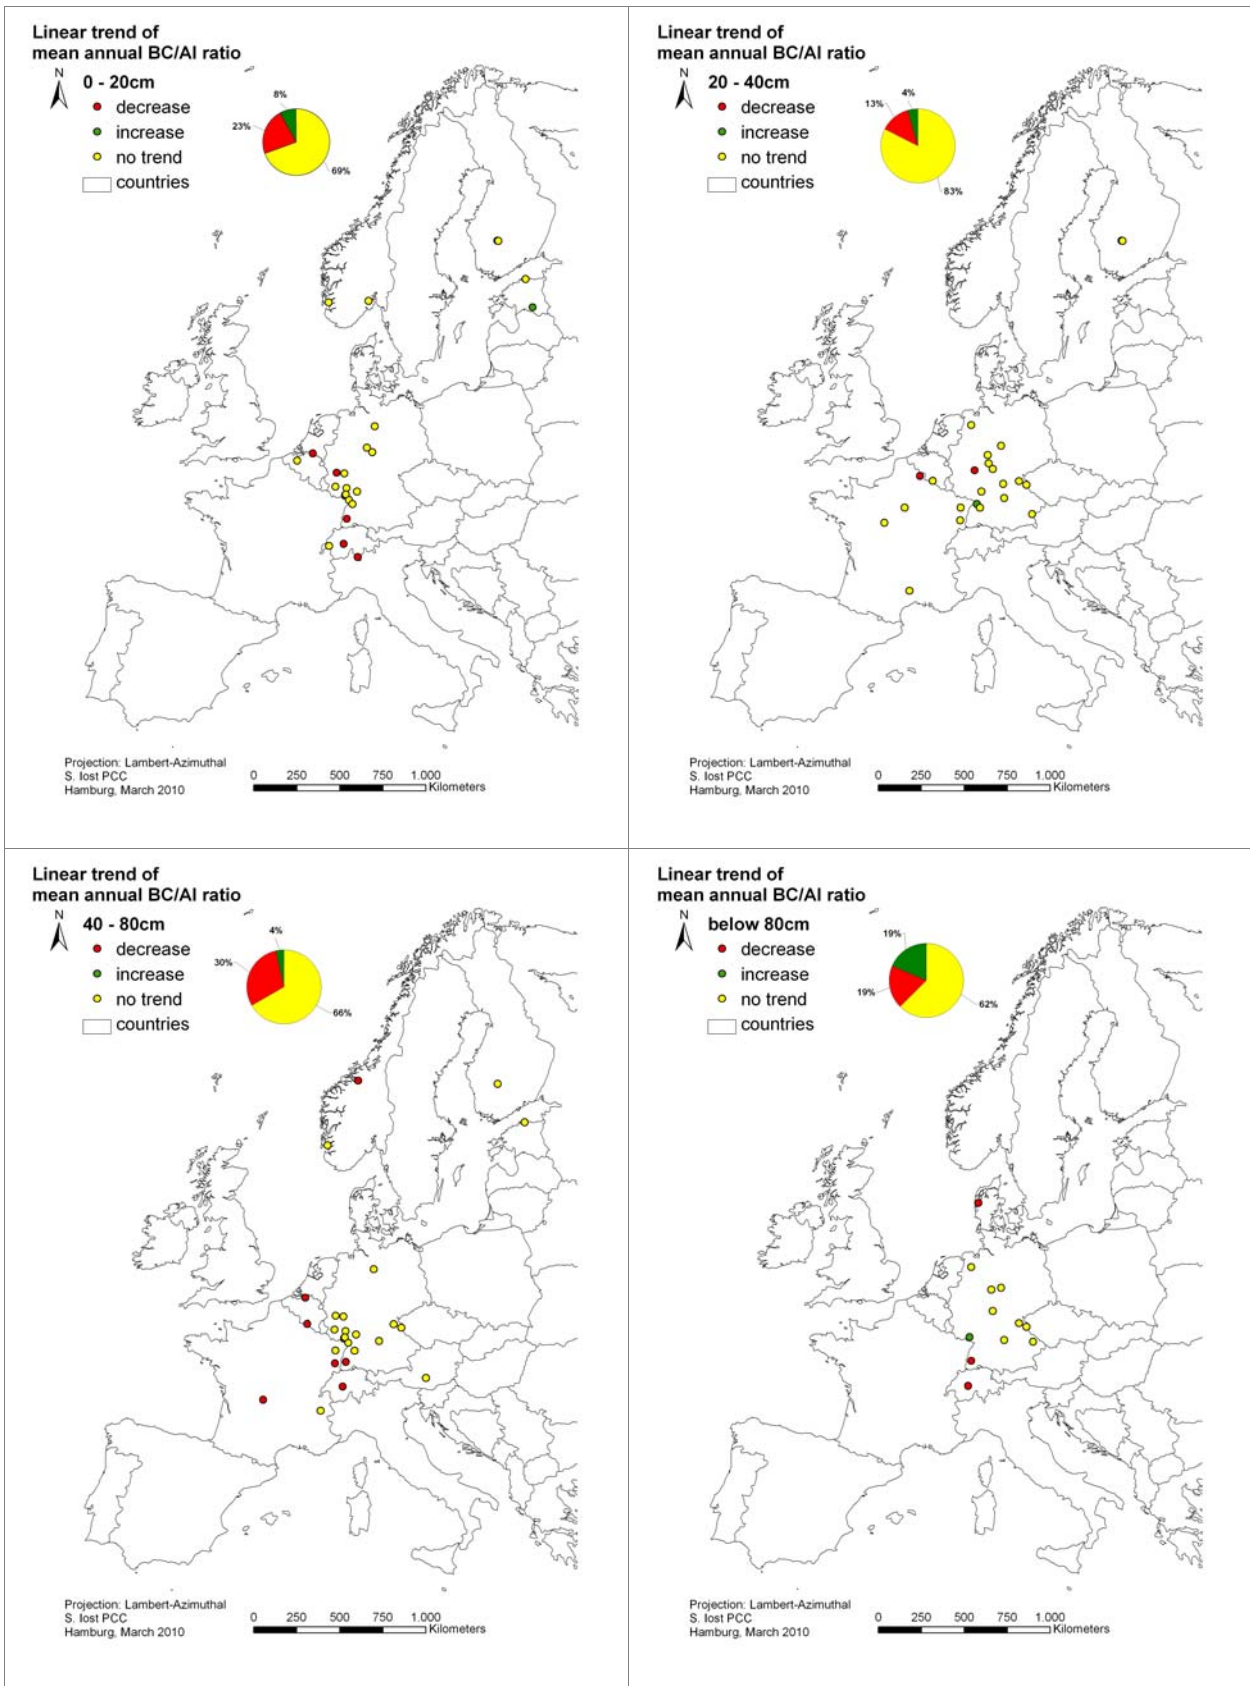 Linear trend of
mean annual BC/Al ratio
N
0 - 20cm
decrease
increase
no trend
countries
8%
23%
69%
Projection: Lambert-Azimuthal
S. Iost PCC
Hamburg, March 2010
0 250 500 750 1.000
Kilometers
Linear trend of
mean annual BC/Al ratio
N
20 - 40cm
decrease
increase
no trend
countries
4%
13%
83%
Projection: Lambert-Azimuthal
S. Iost PCC
Hamburg, March 2010
0 250 500 750 1.000
Kilometers
Linear trend of
mean annual BC/Al ratio
N
40 - 80cm
decrease
increase
no trend
countries
4%
30%
66%
Projection: Lambert-Azimuthal
S. Iost PCC
Hamburg, March 2010
0 250 500 750 1.000
Kilometers
Linear trend of
mean annual BC/Al ratio
N
below 80cm
decrease
increase
no trend
countries
19%
19%
62%
Projection: Lambert-Azimuthal
S. Iost PCC
Hamburg, March 2010
0 250 500 750 1.000
Kilometers